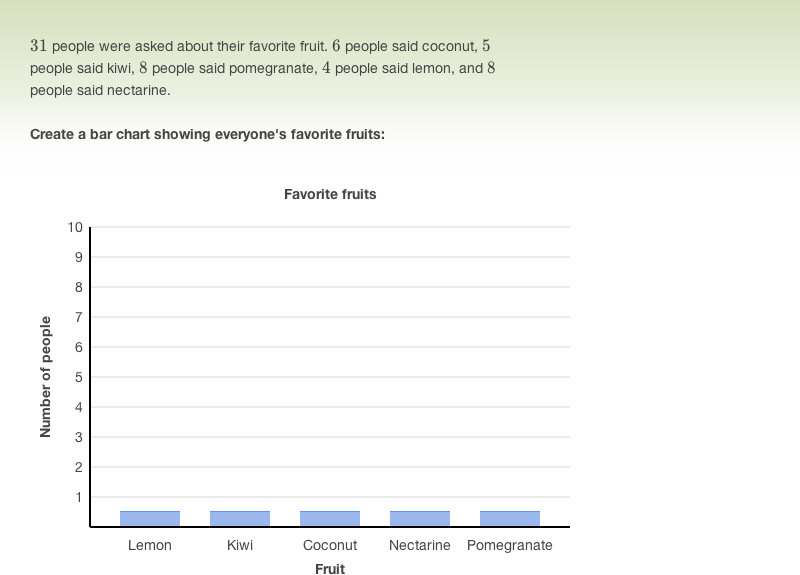 31 people were asked about their favorite fruit. 6 people said coconut, 5
people said kiwi, 8 people said pomegranate, 4 people said lemon, and 8
people said nectarine.
Create a bar chart showing everyone's favorite fruits:
Favorite fruits
Number of people
10
9
8
7
6
5
4
3
2
1
Lemon Kiwi Coconut Nectarine Pomegranate
Fruit